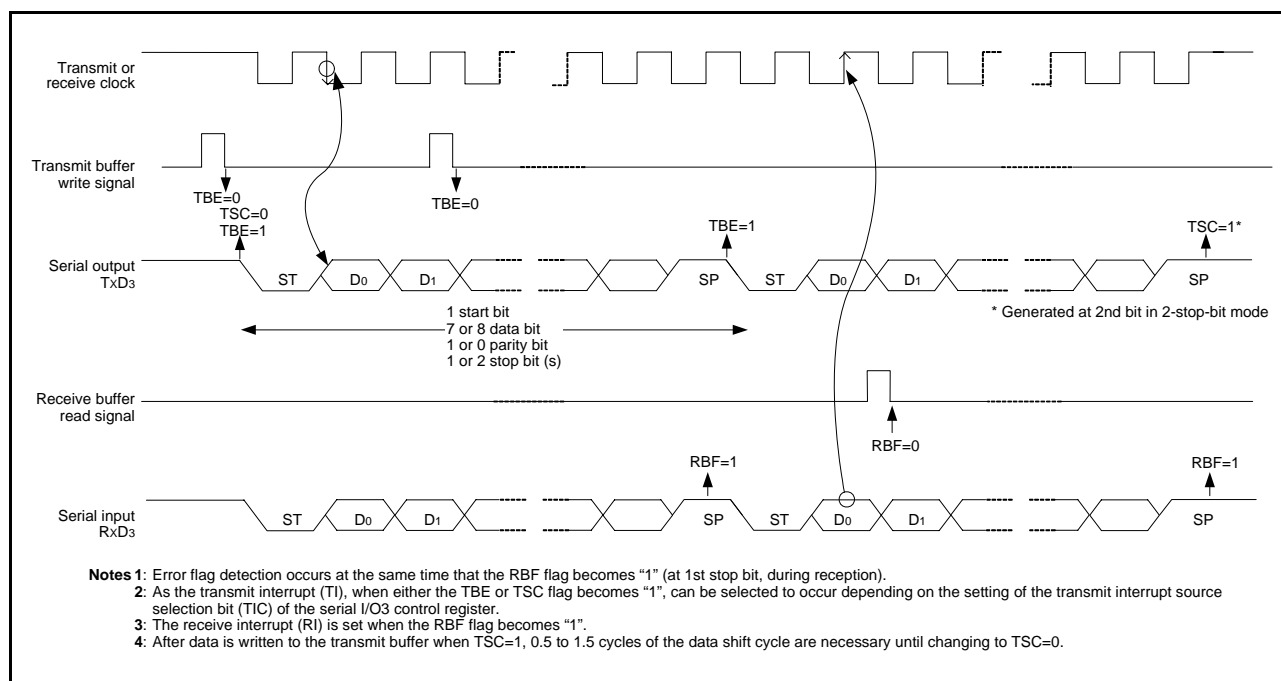 Transmit or
receive clock
Transmit buffer
write signal
TBE=0
TSC=0
TBE=1
TBE=0
TBE=1
TSC=1*
Serial output
TxD3
ST
D0
D1
SP
ST
D0
D1
SP
1 start bit
7 or 8 data bit
1 or 0 parity bit
1 or 2 stop bit (s)
* Generated at 2nd bit in 2-stop-bit mode
Receive buffer
read signal
RBF=0
RBF=1
RBF=1
Serial input
RxD3
ST
D0
D1
SP
ST
D0
D1
SP
Notes 1: Error flag detection occurs at the same time that the RBF flag becomes “1” (at 1st stop bit, during reception).
2: As the transmit interrupt (TI), when either the TBE or TSC flag becomes “1”, can be selected to occur depending on the setting of the transmit interrupt source
selection bit (TIC) of the serial I/O3 control register.
3: The receive interrupt (RI) is set when the RBF flag becomes “1”.
4: After data is written to the transmit buffer when TSC=1, 0.5 to 1.5 cycles of the data shift cycle are necessary until changing to TSC=0.